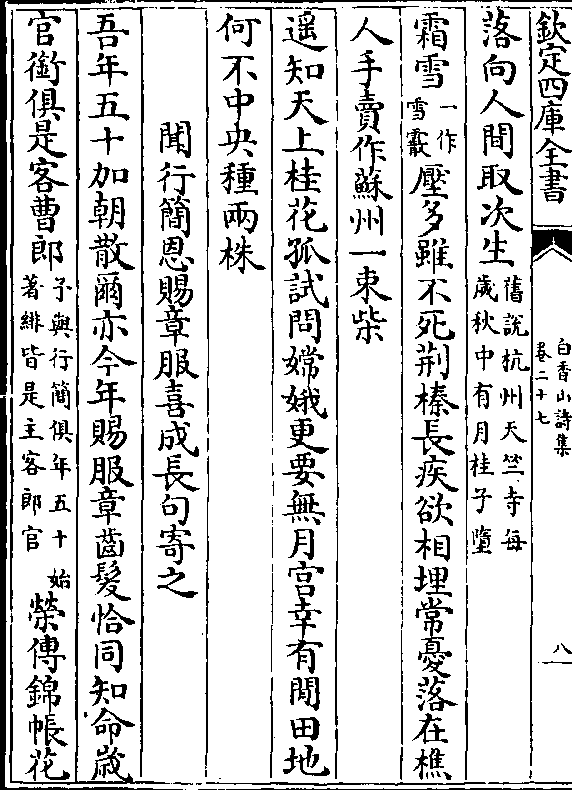 欽定四庫全書
白香山詩集
卷二十七
八
落向人間取次生舊說杭州天竺寺每
歲秋中有月桂子墮
霜雪一作
雪霰壓多雖不死荆榛長疾欲相埋常憂落在樵
人手賣作蘇州一束柴
遥知天上桂花孤試問嫦娥更要無月宫幸有閒田地
何不中央種兩株
聞行簡恩賜章服喜成長句寄之
吾年五十加朝散爾亦今年賜服章齒髮恰同知命歲
官銜俱是客曹郎予與行簡俱年五十始
著緋皆是主客郎官榮傳錦帳花